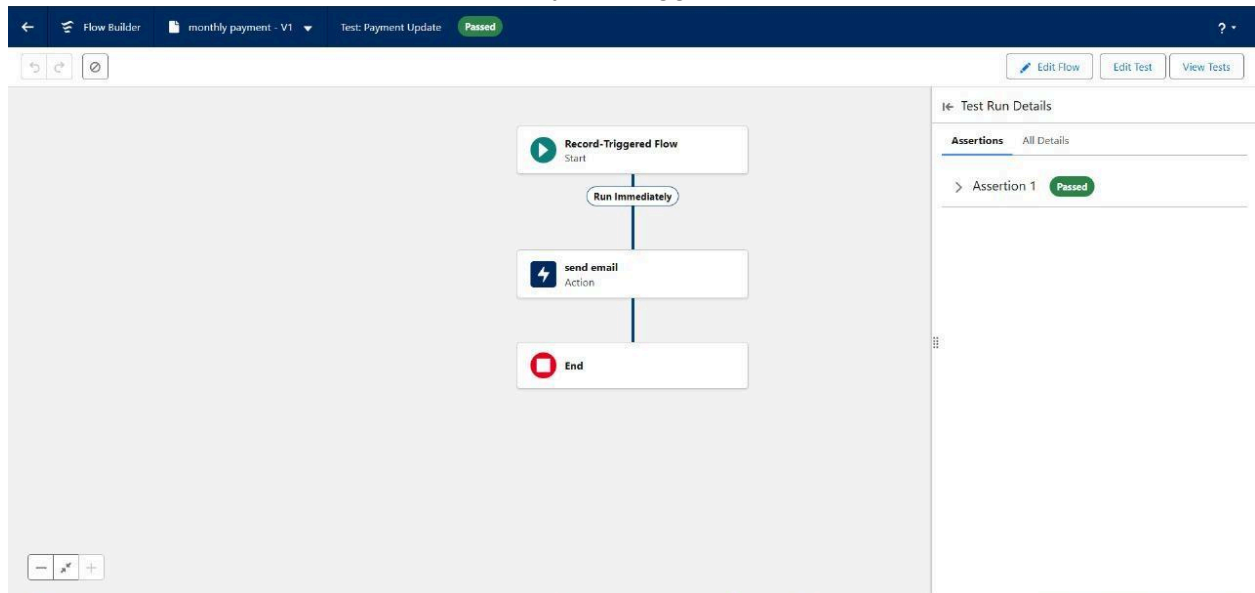 Flow Builder monthly payment - V1 Test: Payment Update Passed ?
Edit Flow Edit Test View Tests
Test Run Details
Assertions All Details
Assertion 1 Passed
Record-Triggered Flow
Start
Run Immediately
send email
Action
End